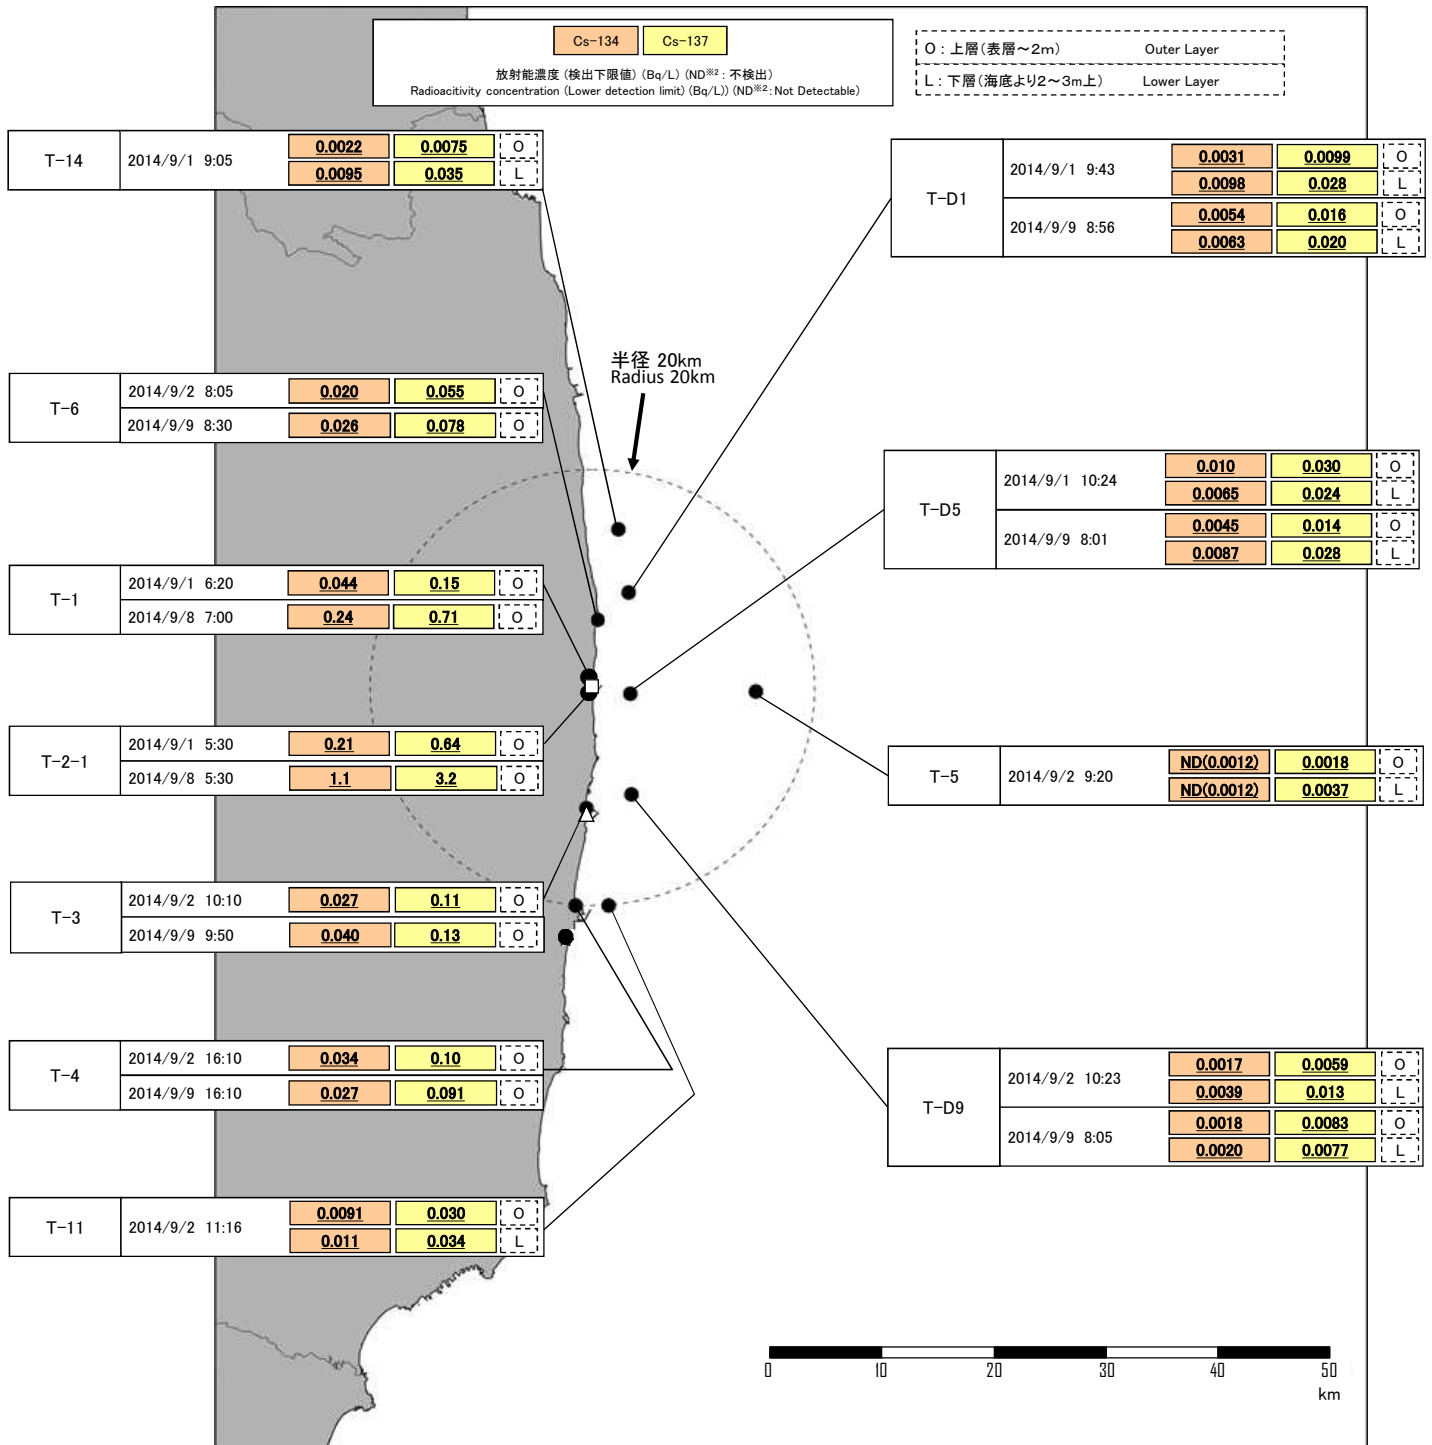 Cs-134 Cs-137
放射能濃度 (検出下限値) (Bq/L) (ND※2 : 不検出)
Radioacitivity concentration (Lower detection limit) (Bq/L)) (ND※2 : Not Detectable)
O : 上層(表層～2m) Outer Layer
L : 下層(海底より2～3m上) Lower Layer
T-14 2014/9/1 9:05
0.0022 0.0075 O
0.0095 0.035 L
T-D1
2014/9/1 9:43
0.0031 0.0099 O
0.0098 0.028 L
2014/9/9 8:56
0.0054 0.016 O
0.0063 0.020 L
半径 20km
Radius 20km
T-6
2014/9/2 8:05 0.020 0.055 O
2014/9/9 8:30 0.026 0.078 O
T-D5
2014/9/1 10:24
0.010 0.030 O
0.0065 0.024 L
2014/9/9 8:01
0.0045 0.014 O
0.0087 0.028 L
T-1
2014/9/1 6:20 0.044 0.15 O
2014/9/8 7:00 0.24 0.71 O
T-2-1
2014/9/1 5:30 0.21 0.64 O
2014/9/8 5:30 1.1 3.2 O
T-5 2014/9/2 9:20
ND(0.0012) 0.0018 O
ND(0.0012) 0.0037 L
T-3
2014/9/2 10:10 0.027 0.11 O
2014/9/9 9:50 0.040 0.13 O
T-4
2014/9/2 16:10 0.034 0.10 O
2014/9/9 16:10 0.027 0.091 O
T-D9
2014/9/2 10:23
0.0017 0.0059 O
0.0039 0.013 L
2014/9/9 8:05
0.0018 0.0083 O
0.0020 0.0077 L
T-11 2014/9/2 11:16
0.0091 0.030 O
0.011 0.034 L
0 10 20 30 40 50
km